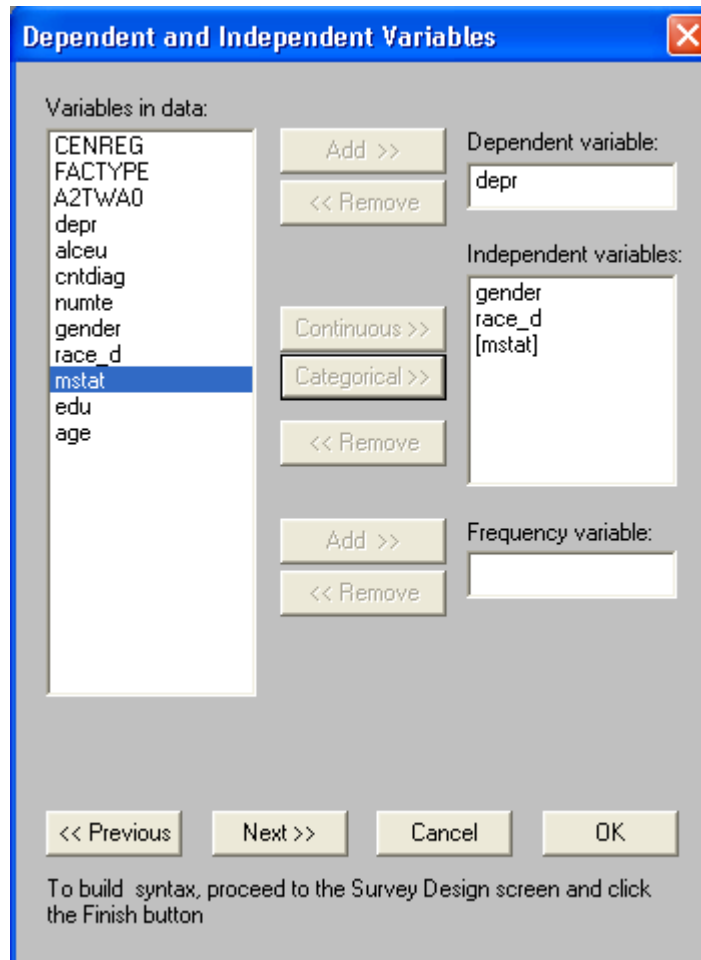 Dependent and Independent Variables
Variables in data:
CENREG
FACTYPE
A2TWA0
depr
alceu
cntdiag
numte
gender
race_d
mstat
edu
age
Add >>
<< Remove
Dependent variable:
depr
Continuous >>
Categorical >>
<< Remove
Independent variables:
gender
race_d
[mstat]
Add >>
<< Remove
Frequency variable:
<< Previous
Next >>
Cancel
OK
To build syntax, proceed to the Survey Design screen and click
the Finish button